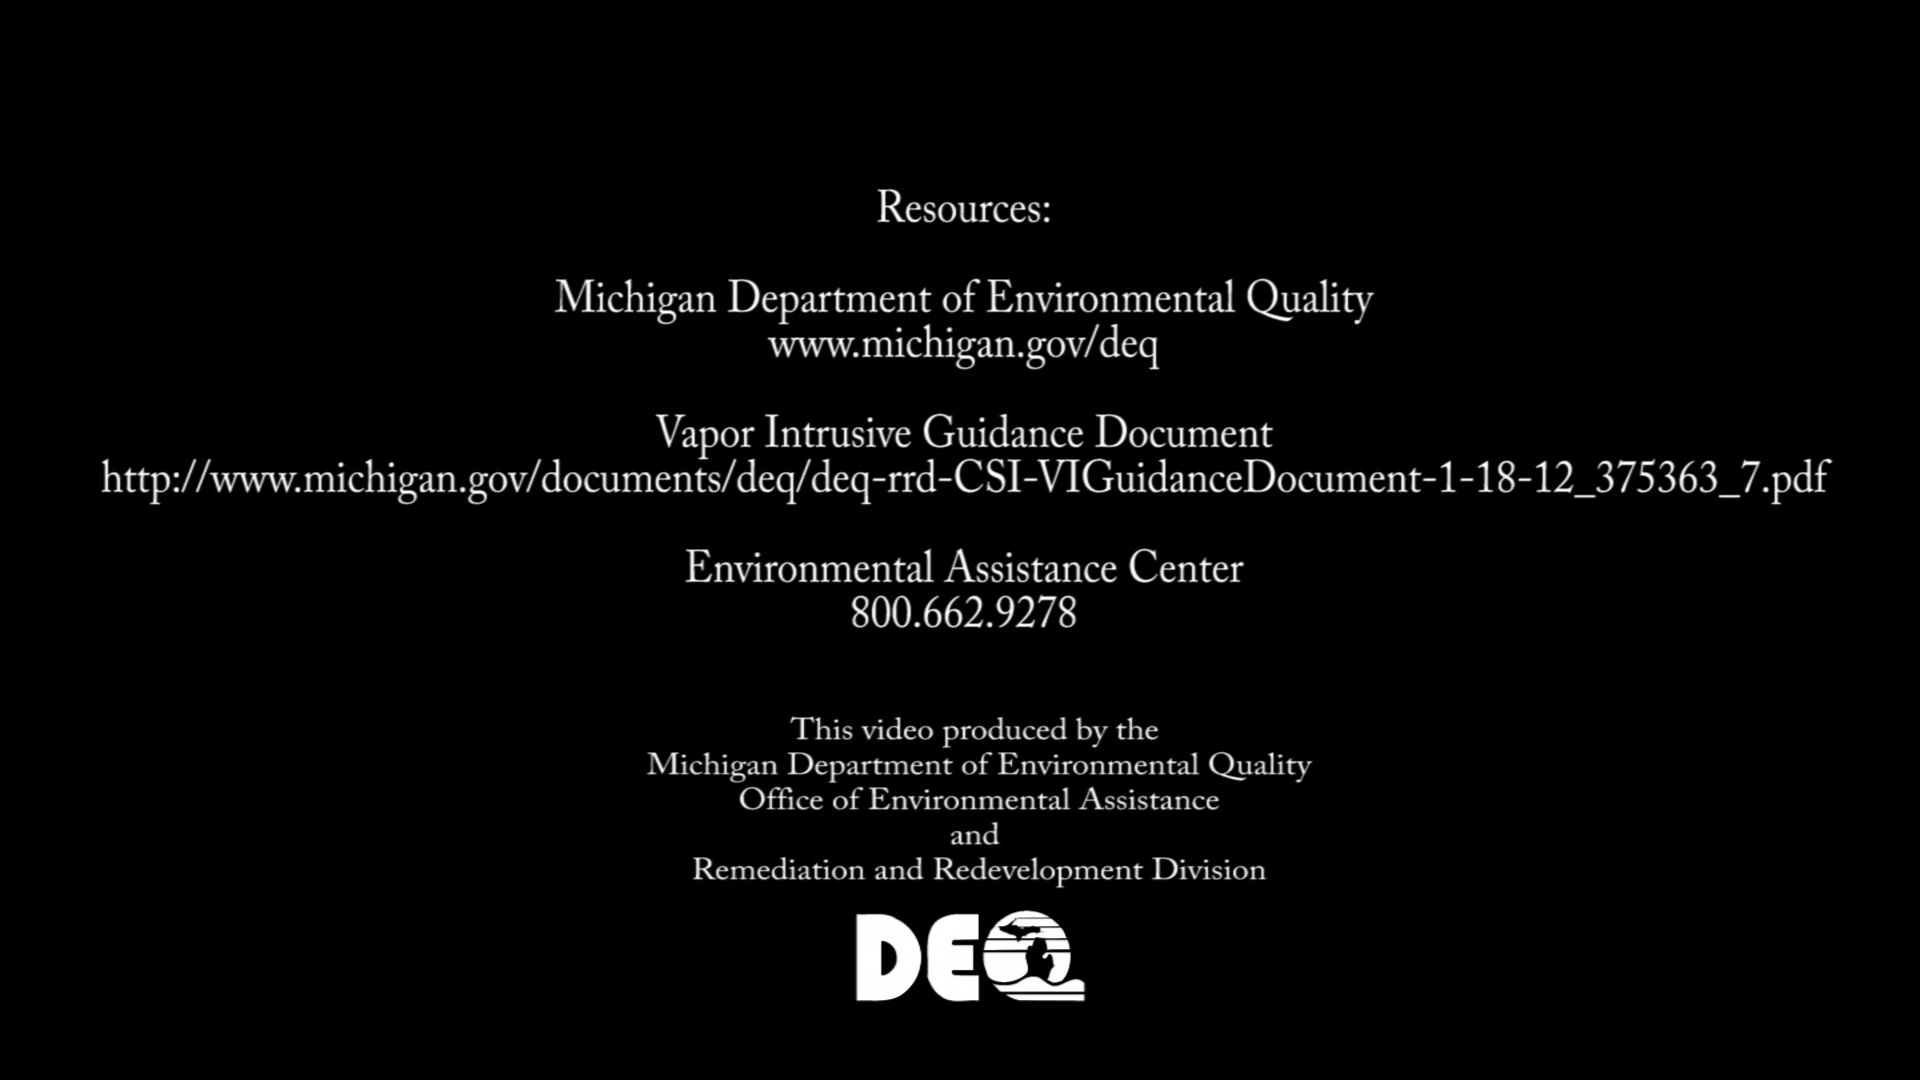 Resources:
Michigan Department of Environmental Quality
www.michigan.gov/deq
Vapor Intrusive Guidance Document
http://www.michigan.gov/documents/deq/deq-rrd-CSI-VIGuidanceDocument-1-18-12_375363_7.pdf
Environmental Assistance Center
800.662.9278
This video produced by the
Michigan Department of Environmental Quality
Office of Environmental Assistance
and
Remediation and Redevelopment Division
DEQ